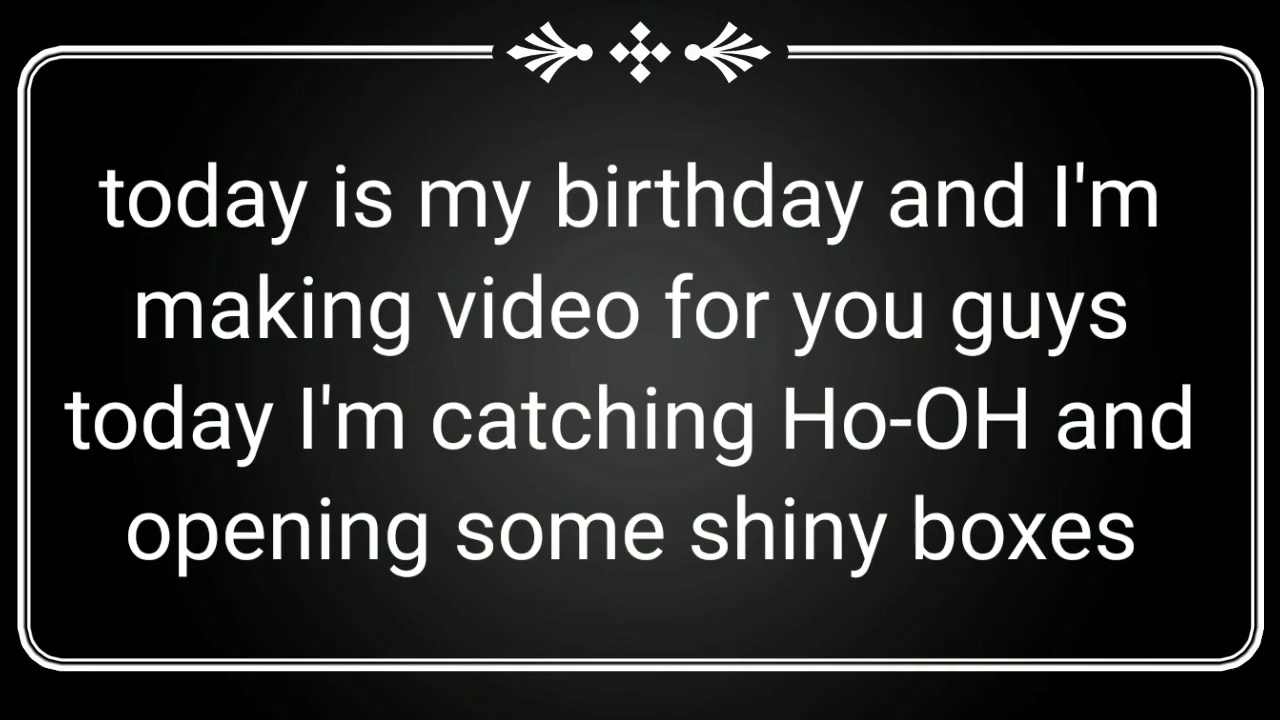 today is my birthday and I'm
making video for you guys
today I'm catching Ho-OH and
opening some shiny boxes